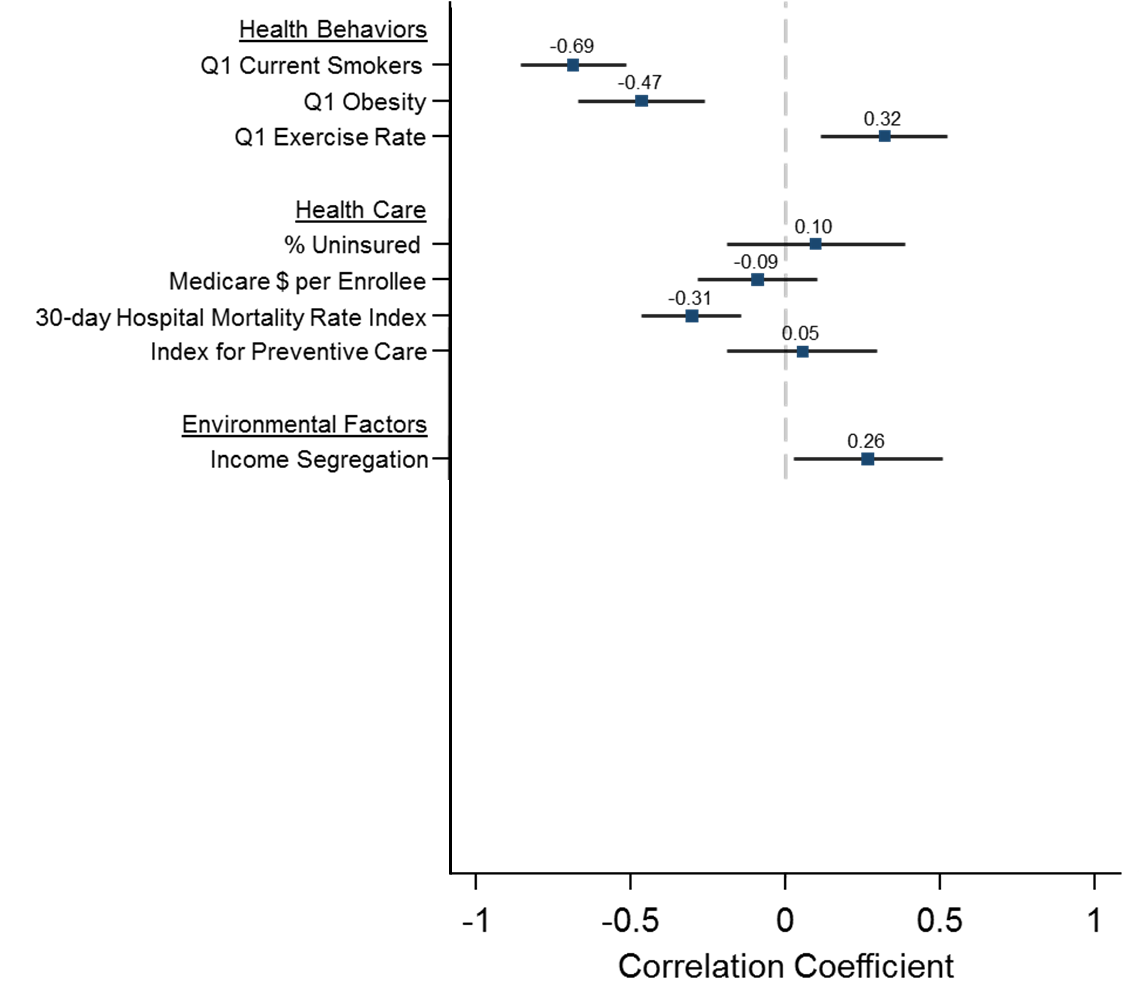 Health Behaviors
-0.69
Q1 Current Smokers
-0.47
Q1 Obesity
0.32
Q1 Exercise Rate
Health Care
0.10
% Uninsured
-0.09
Medicare $ per Enrollee
-0.31
30-day Hospital Mortality Rate Index
0.05
Index for Preventive Care
Environmental Factors
0.26
Income Segregation
-1 -0.5 0 0.5 1
Correlation Coefficient